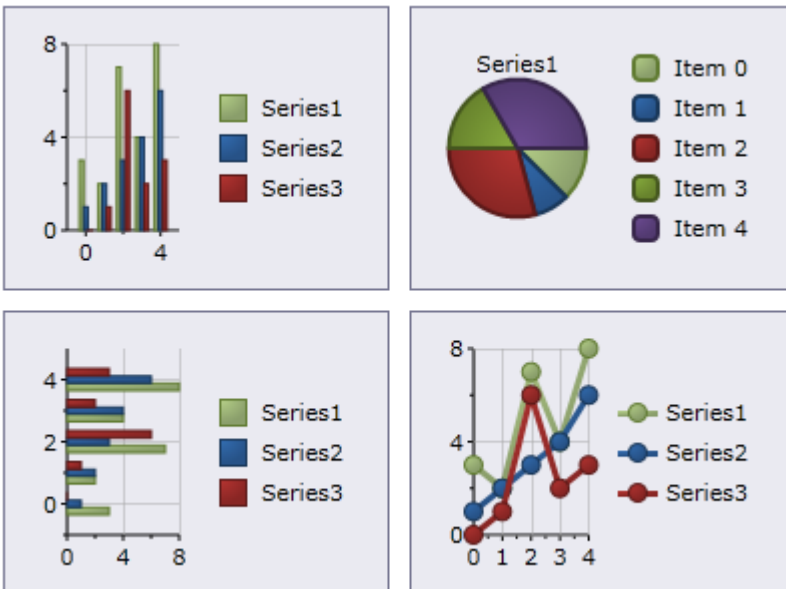 8
4
0
0 4
Series1
Series2
Series3
Series1
Item 0
Item 1
Item 2
Item 3
Item 4
4
2
0
0 4 8
Series1
Series2
Series3
8
4
0
0 1 2 3 4
Series1
Series2
Series3